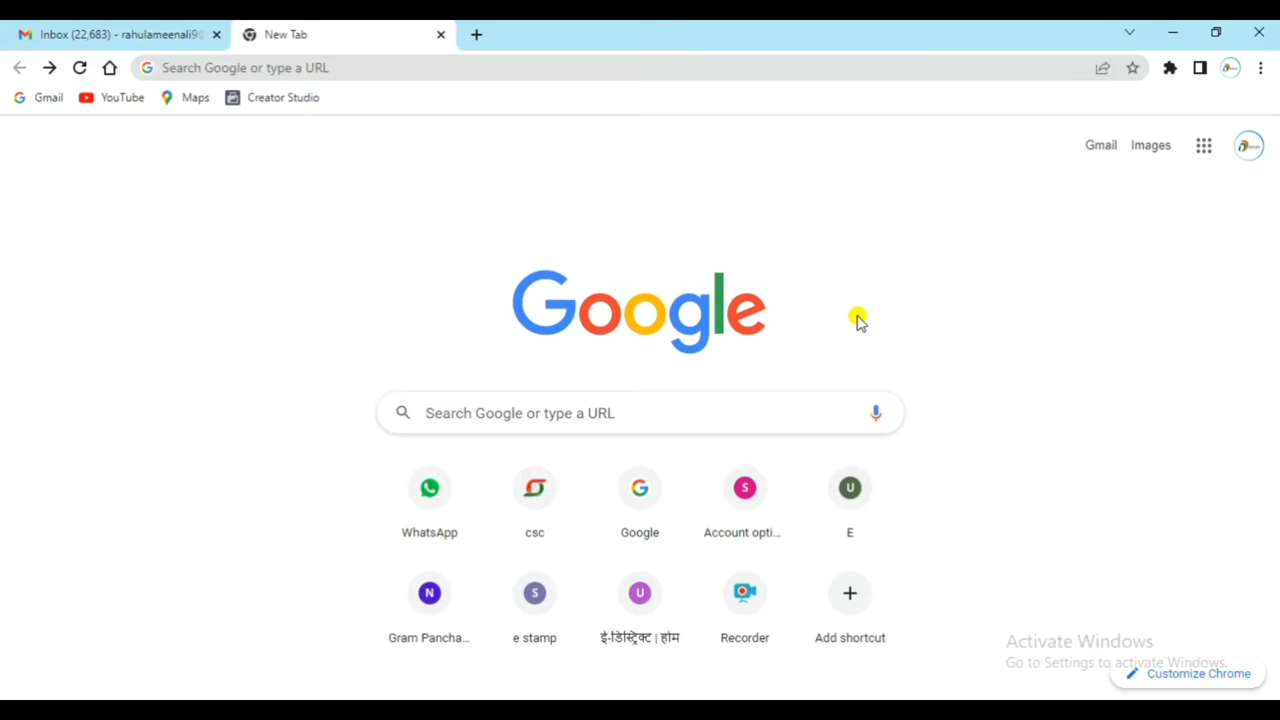 Inbox (22,683) - rahulameenali9
New Tab
Search Google or type a URL
Gmail YouTube Maps Creator Studio
Gmail Images
Google
Search Google or type a URL
WhatsApp csc Google Account opti... E
Gram Pancha... e stamp ई-डिस्ट्रिक्ट | होम Recorder Add shortcut
Activate Windows
Go to Settings to activate Windows.
Customize Chrome